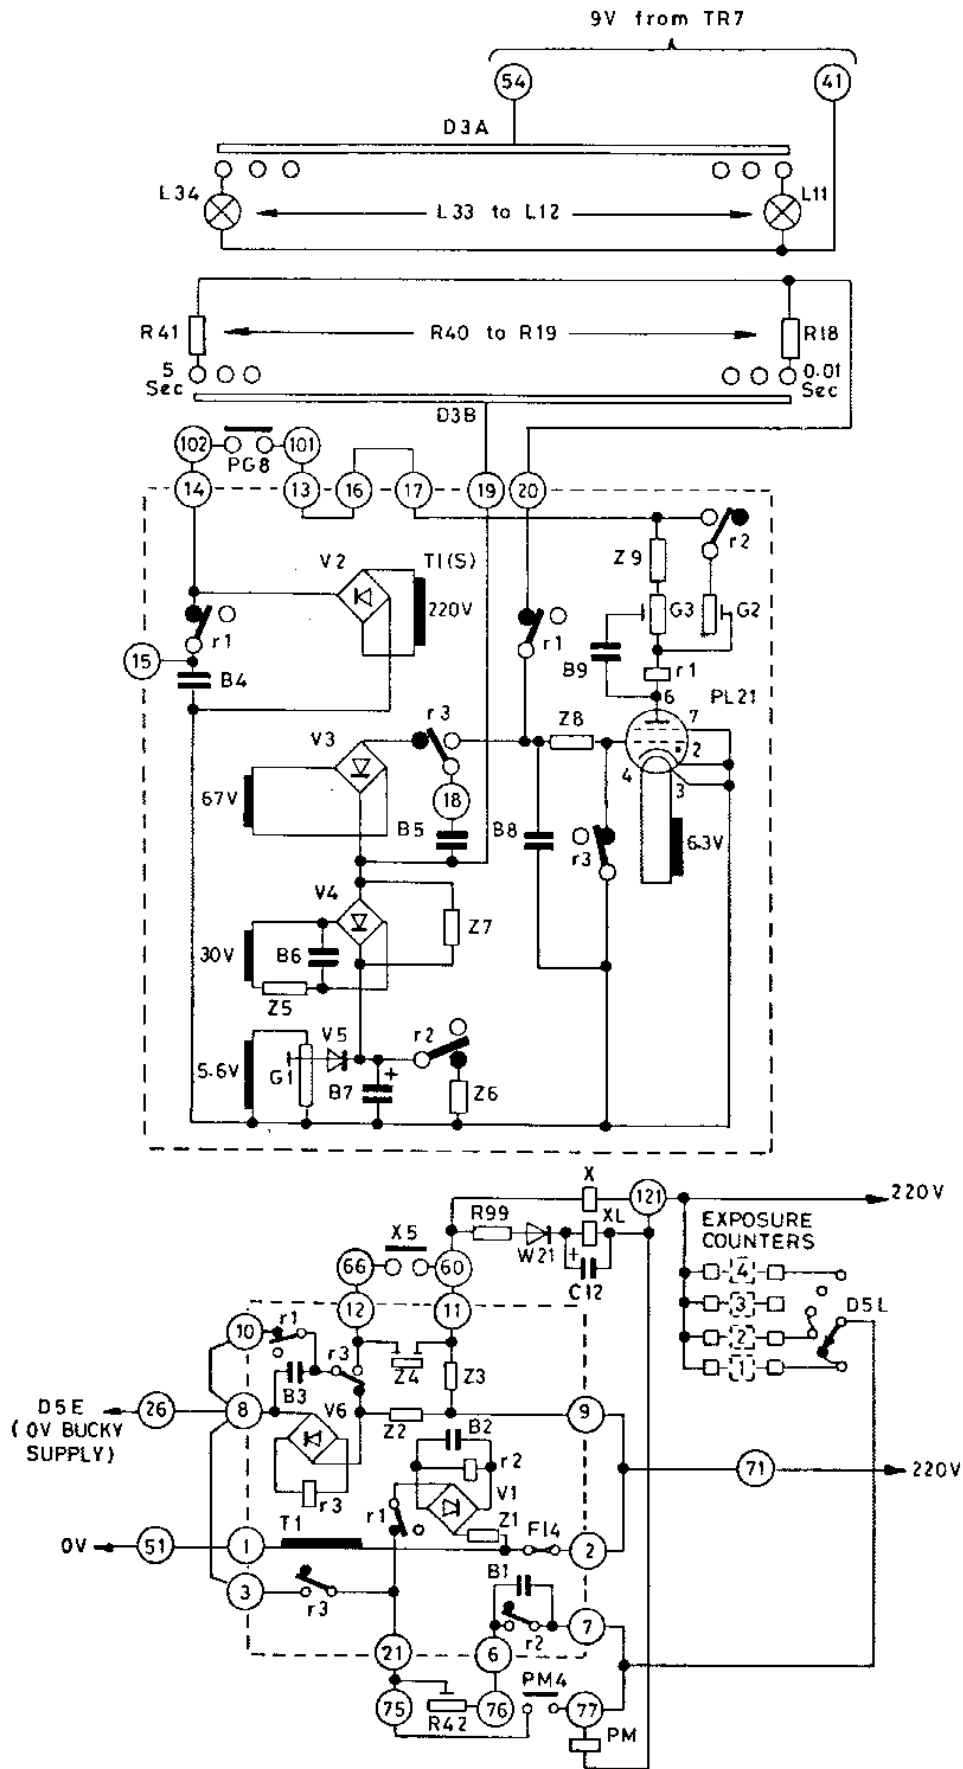 9V from TR7
54
41
D3A
L34
L33 to L12
L11
R41
R40 to R19
R18
5
Sec
0.01
Sec
D3B
102
PG8
101
14
13
16
17
19
20
V2
T1(S)
220V
r2
Z9
G3
G2
r1
15
B4
r1
B9
r1
6
PL21
r3
Z8
7
V3
2
4
3
67V
18
B5
B8
r3
6.3V
V4
Z7
30V
B6
Z5
V5
r2
5.6V
G1
B7
+
Z6
X
121
220V
R99
XL
EXPOSURE
COUNTERS
X5
W21
+
66
60
C12
4
12
11
3
D5L
10
r1
r3
2
B3
Z4
Z3
1
D5E
26
8
V6
Z2
B2
9
(0V BUCKY
SUPPLY)
r2
71
220V
r3
r1
V1
T1
Z1
F14
0V
51
1
2
B1
3
r3
r2
7
21
6
PM4
75
R42
76
77
PM